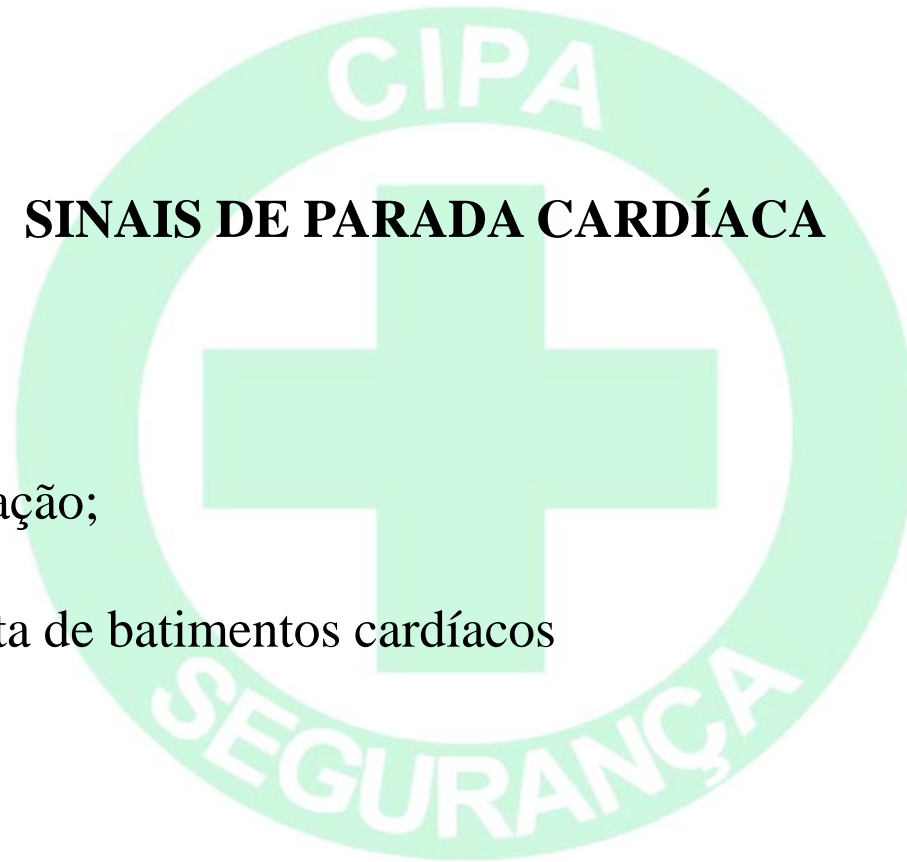 CIPA
SINAIS DE PARADA CARDÍACA
ação;
ta de batimentos cardíacos
SEGURANÇA